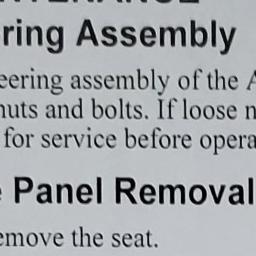 ring Assembly
eering assembly of the A
nuts and bolts. If loose n
for service before opera
Panel Removal
emove the seat.